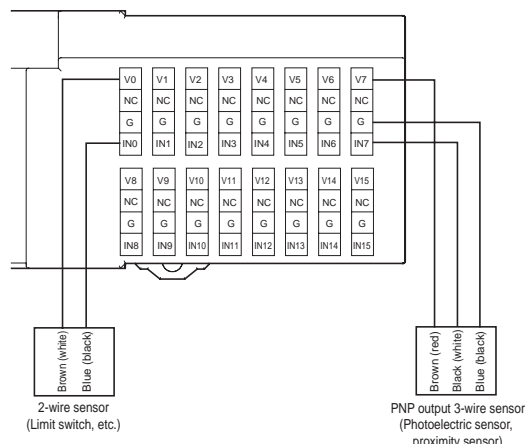 V0 V1 V2 V3 V4 V5 V6 V7
NC NC NC NC NC NC NC NC
G G G G G G G G
IN0 IN1 IN2 IN3 IN4 IN5 IN6 IN7
V8 V9 V10 V11 V12 V13 V14 V15
NC NC NC NC NC NC NC NC
G G G G G G G G
IN8 IN9 IN10 IN11 IN12 IN13 IN14 IN15
Brown (white)
Blue (black)
2-wire sensor
(Limit switch, etc.)
Brown (red)
Black (white)
Blue (black)
PNP output 3-wire sensor
(Photoelectric sensor,
proximity sensor)